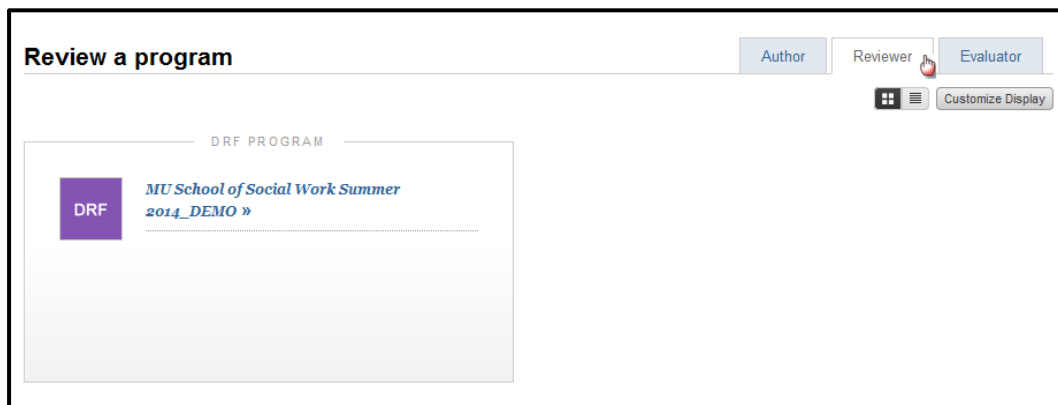 Review a program
Author
Reviewer
Evaluator
Customize Display
DRF PROGRAM
DRF
MU School of Social Work Summer
2014_DEMO »